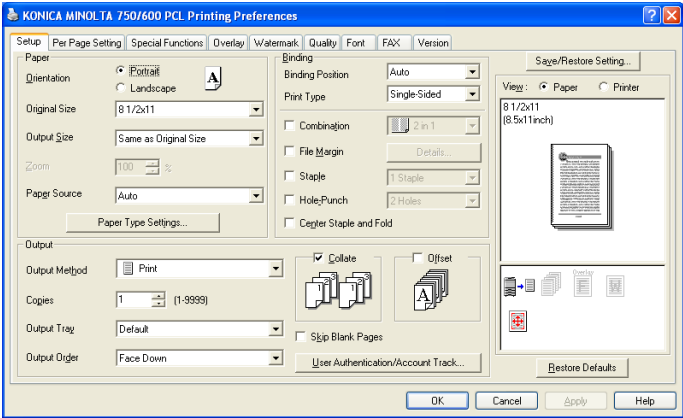 KONICA MINOLTA 750/600 PCL Printing Preferences
Setup Per Page Setting Special Functions Overlay Watermark Quality Font FAX Version
Paper
Orientation
Portrait
Landscape
A
Original Size
8 1/2x11
Output Size
Same as Original Size
Zoom
100 %
Paper Source
Auto
Paper Type Settings...
Binding
Binding Position
Auto
Print Type
Single-Sided
Combination
2 in 1
File Margin
Details...
Staple
1 Staple
Hole-Punch
2 Holes
Center Staple and Fold
Output
Output Method
Print
Copies
1 (1-9999)
Output Tray
Default
Output Order
Face Down
Collate
1 2 1 2
Offset
A
Skip Blank Pages
User Authentication/Account Track...
Save/Restore Setting...
View : Paper Printer
8 1/2x11
(8.5x11inch)
Overlay
Restore Defaults
OK Cancel Apply Help